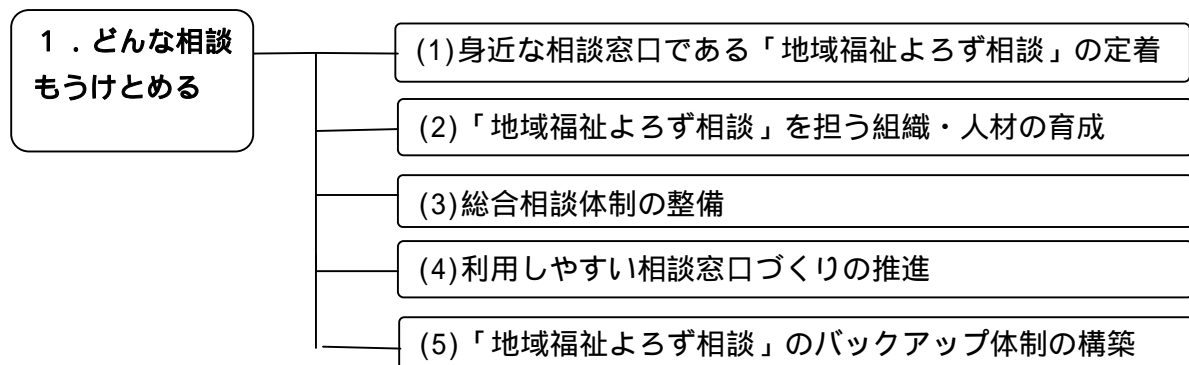 １．どんな相談
もうけとめる
(1)身近な相談窓口である「地域福祉よろず相談」の定着
(2)「地域福祉よろず相談」を担う組織・人材の育成
(3)総合相談体制の整備
(4)利用しやすい相談窓口づくりの推進
(5)「地域福祉よろず相談」のバックアップ体制の構築